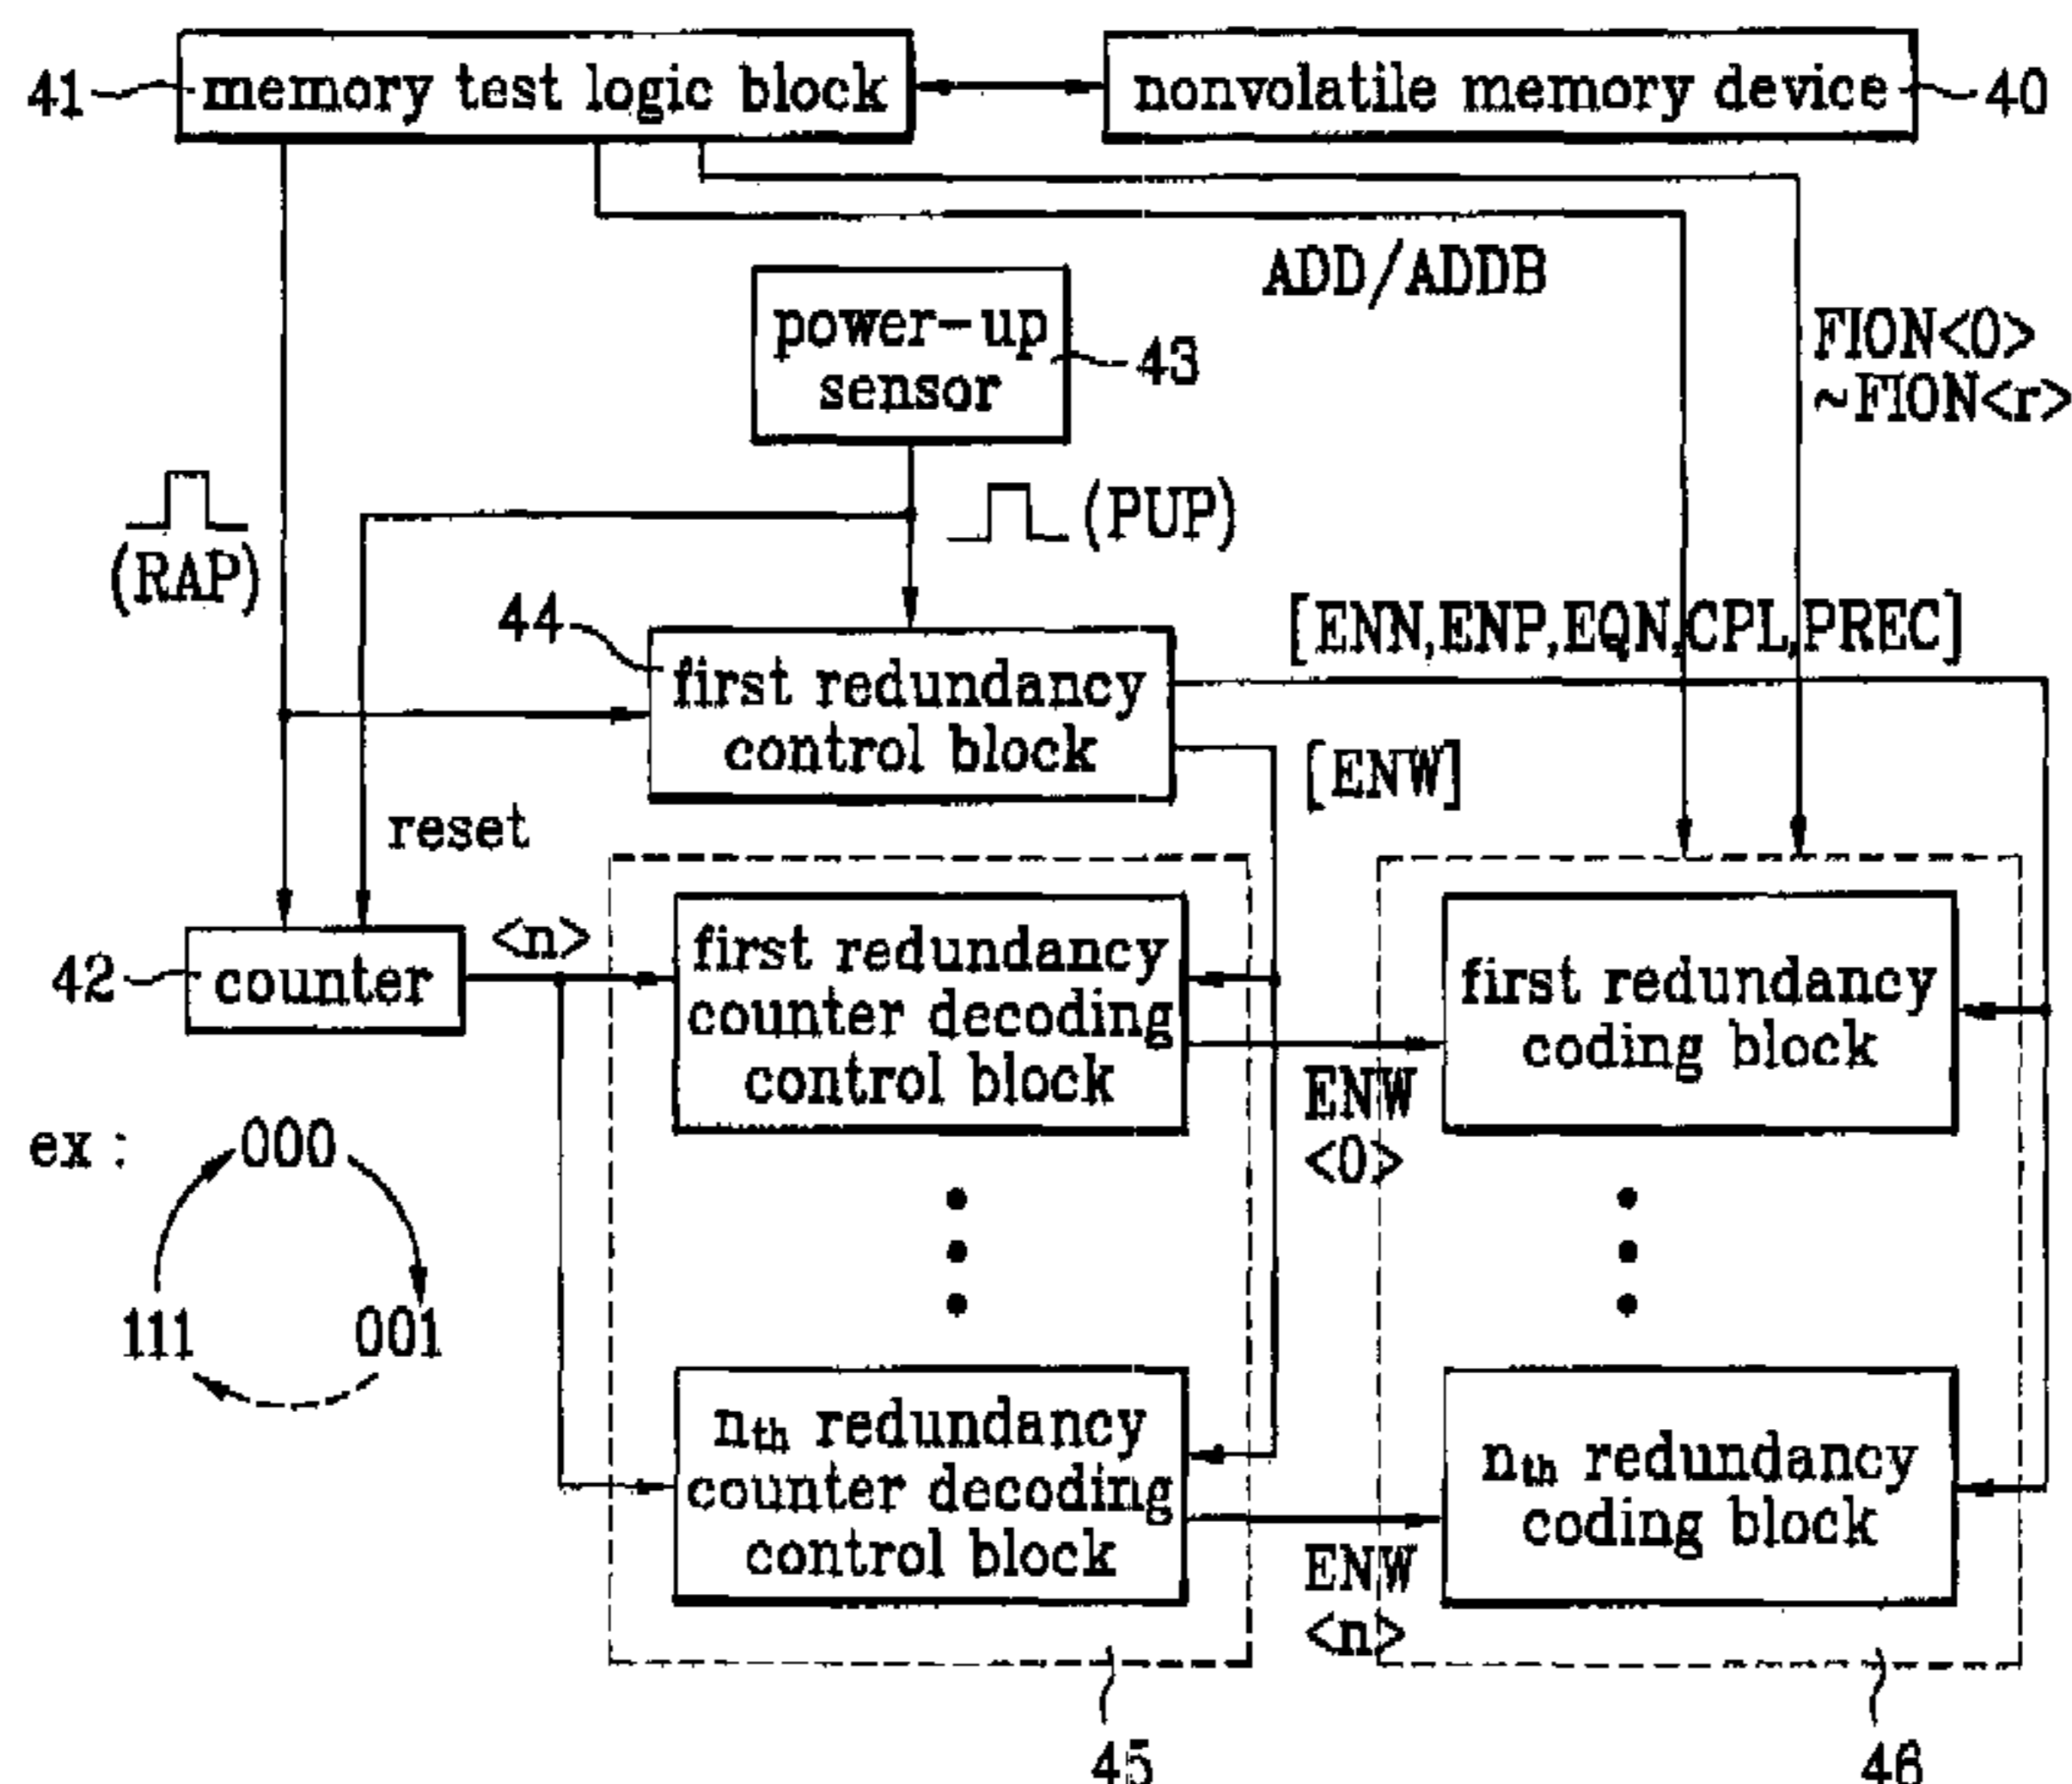 41
memory test logic block
nonvolatile memory device
40
ADD/ADDB
FION<0>
~FION<r>
power-up
sensor
43
(RAP)
(PUP)
44
first redundancy
control block
[ENN,ENP,EQN,CPL,PREC]
[ENW]
reset
42
counter
<n>
first redundancy
counter decoding
control block
ENW
<0>
first redundancy
coding block
ex :
000
111
001
nth redundancy
counter decoding
control block
ENW
<n>
nth redundancy
coding block
45
46